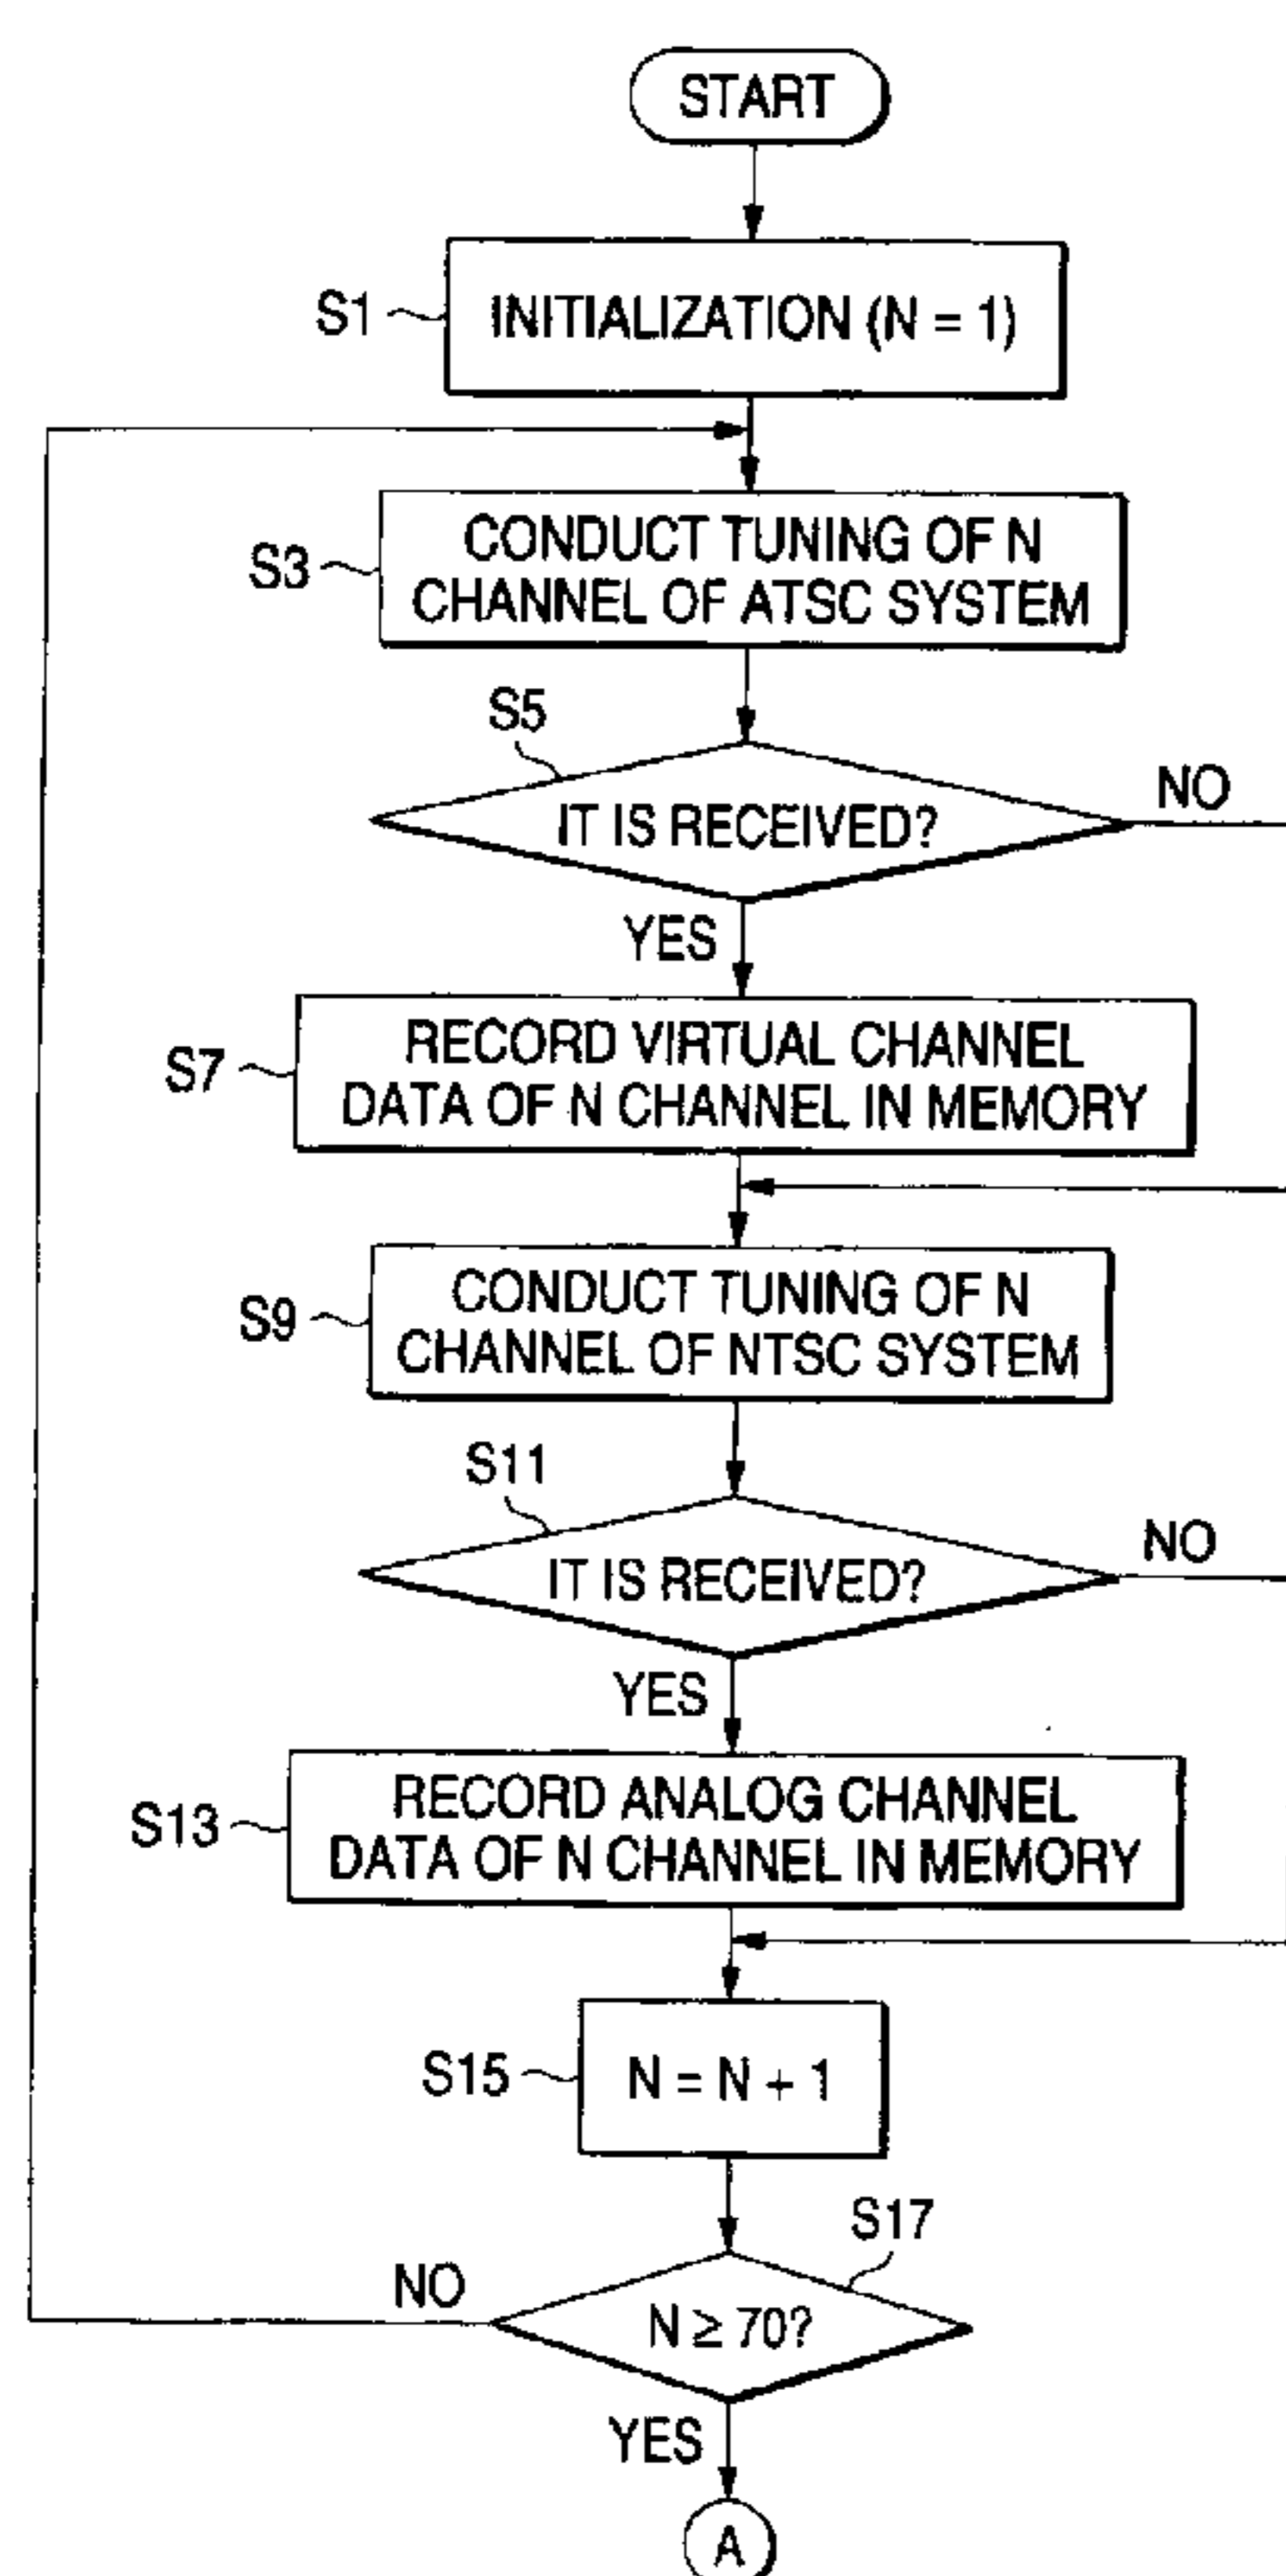 START
S1
INITIALIZATION (N = 1)
S3
CONDUCT TUNING OF N
CHANNEL OF ATSC SYSTEM
S5
IT IS RECEIVED?
NO
YES
S7
RECORD VIRTUAL CHANNEL
DATA OF N CHANNEL IN MEMORY
S9
CONDUCT TUNING OF N
CHANNEL OF NTSC SYSTEM
S11
IT IS RECEIVED?
NO
YES
S13
RECORD ANALOG CHANNEL
DATA OF N CHANNEL IN MEMORY
S15
N = N + 1
S17
N ≥ 70?
NO
YES
A